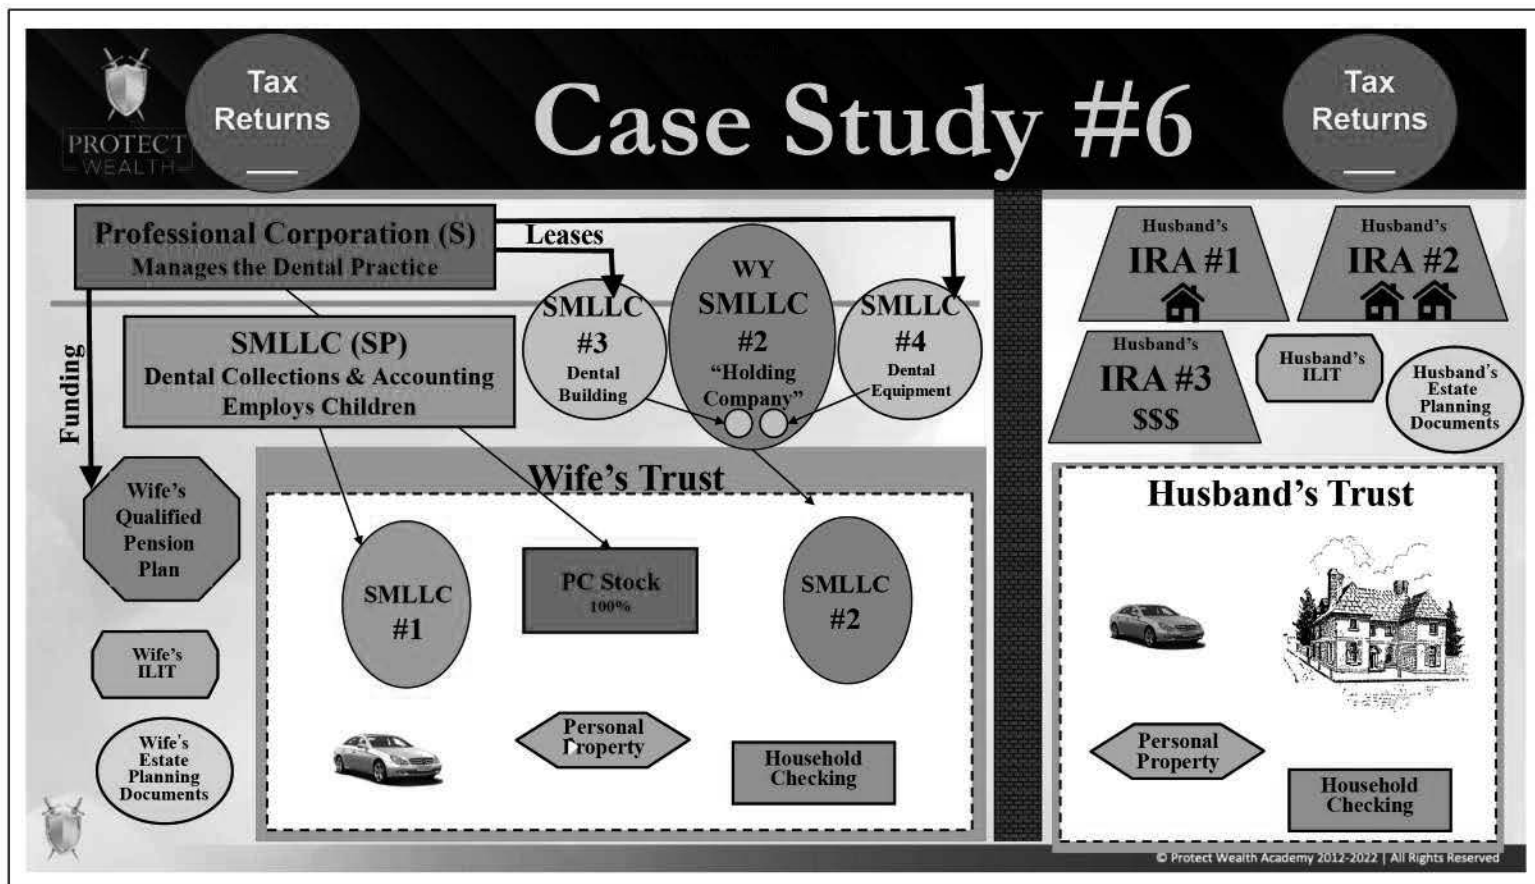 Tax
Returns
PROTECT
WEALTH
Case Study #6
Tax
Returns
Professional Corporation (S)
Manages the Dental Practice
Leases
Funding
SMLLC (SP)
Dental Collections & Accounting
Employs Children
SMLLC
#3
Dental
Building
WY
SMLLC
#2
“Holding
Company”
SMLLC
#4
Dental
Equipment
Wife’s
Qualified
Pension
Plan
Wife’s
ILIT
Wife’s
Estate
Planning
Documents
Wife’s Trust
SMLLC
#1
PC Stock
100%
SMLLC
#2
Personal
Property
Household
Checking
Husband’s
IRA #1
Husband’s
IRA #2
Husband’s
IRA #3
$$$
Husband’s
ILIT
Husband’s
Estate
Planning
Documents
Husband’s Trust
Personal
Property
Household
Checking
© Protect Wealth Academy 2012-2022 | All Rights Reserved